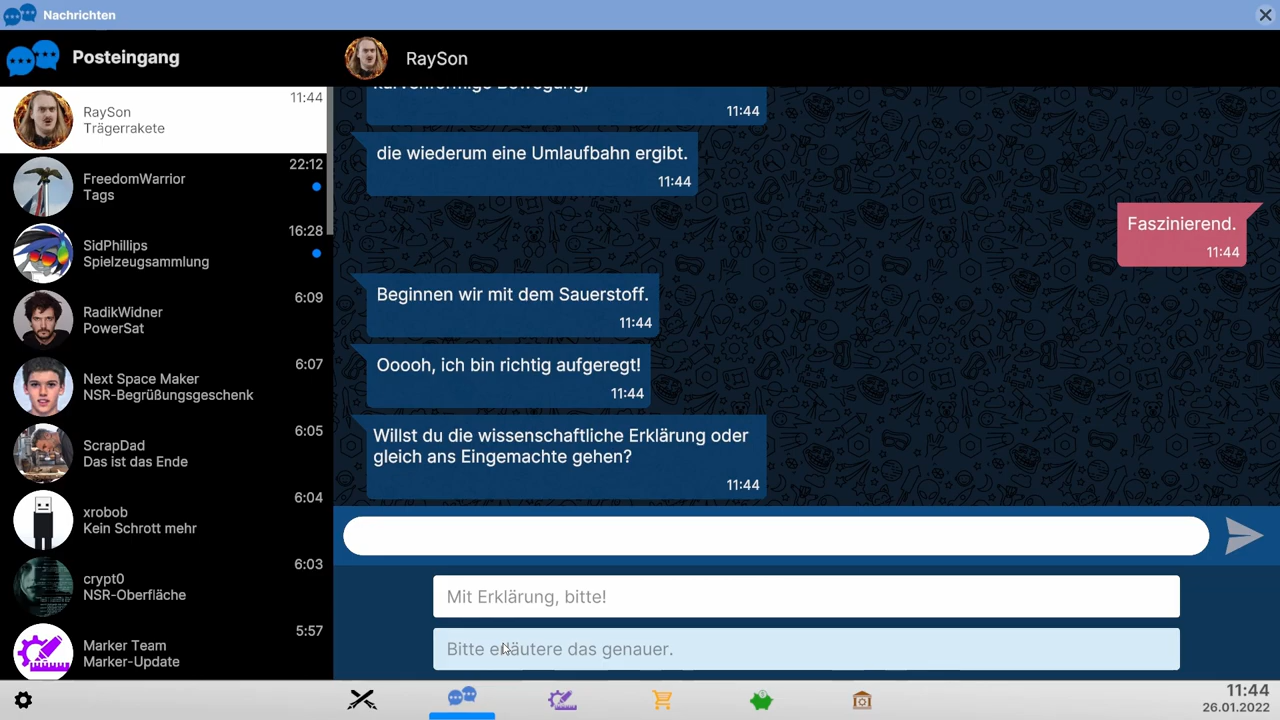 Nachrichten
Posteingang
RaySon
11:44
RaySon
Trägerrakete
22:12
FreedomWarrior
Tags
16:28
SidPhillips
Spielzeugsammlung
6:09
RadikWidner
PowerSat
6:07
Next Space Maker
NSR-Begrüßungsgeschenk
6:05
ScrapDad
Das ist das Ende
6:04
xrobob
Kein Schrott mehr
6:03
crypt0
NSR-Oberfläche
5:57
Marker Team
Marker-Update
kurvenförmige Bewegung,
11:44
die wiederum eine Umlaufbahn ergibt.
11:44
Faszinierend.
11:44
Beginnen wir mit dem Sauerstoff.
11:44
Ooooh, ich bin richtig aufgeregt!
11:44
Willst du die wissenschaftliche Erklärung oder
gleich ans Eingemachte gehen?
11:44
Mit Erklärung, bitte!
Bitte erläutere das genauer.
11:44
26.01.2022